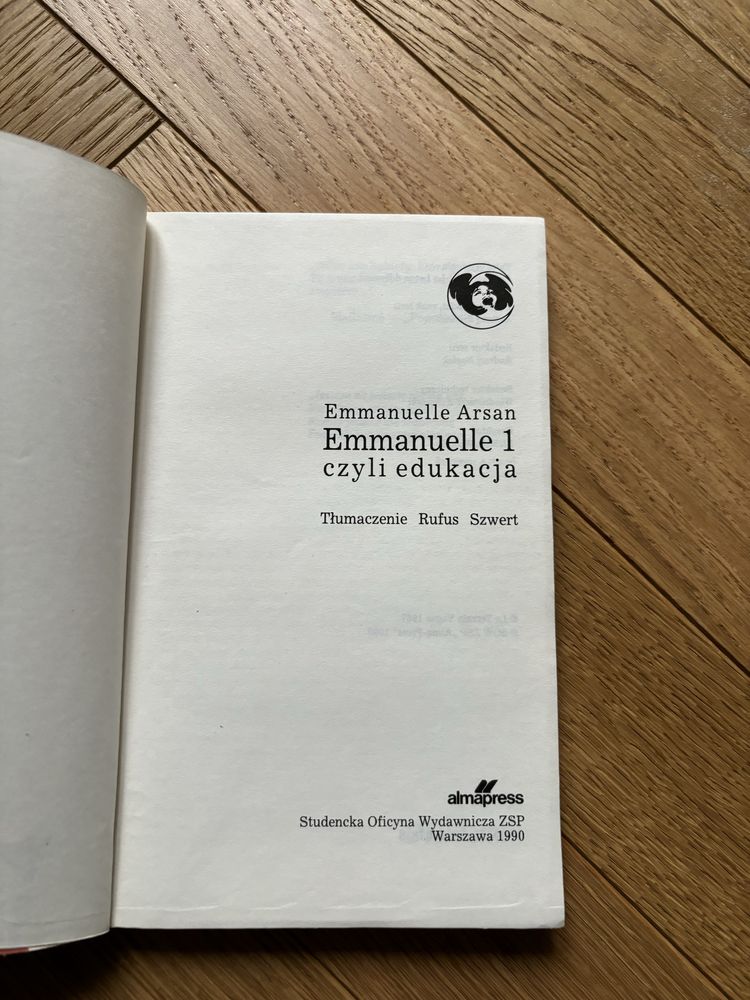 Emmanuelle Arsan
Emmanuelle 1
czyli edukacja
Tłumaczenie Rufus Szwert
almapress
Studencka Oficyna Wydawnicza ZSP
Warszawa 1990